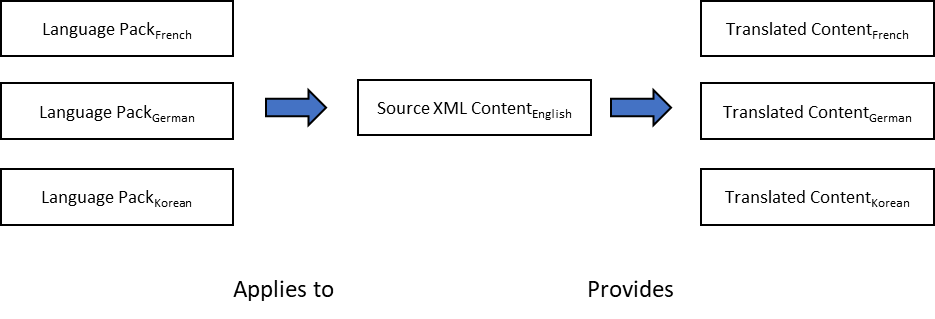 Language PackFrench
Translated ContentFrench
Language PackGerman
Source XML ContentEnglish
Translated ContentGerman
Language PackKorean
Translated ContentKorean
Applies to
Provides